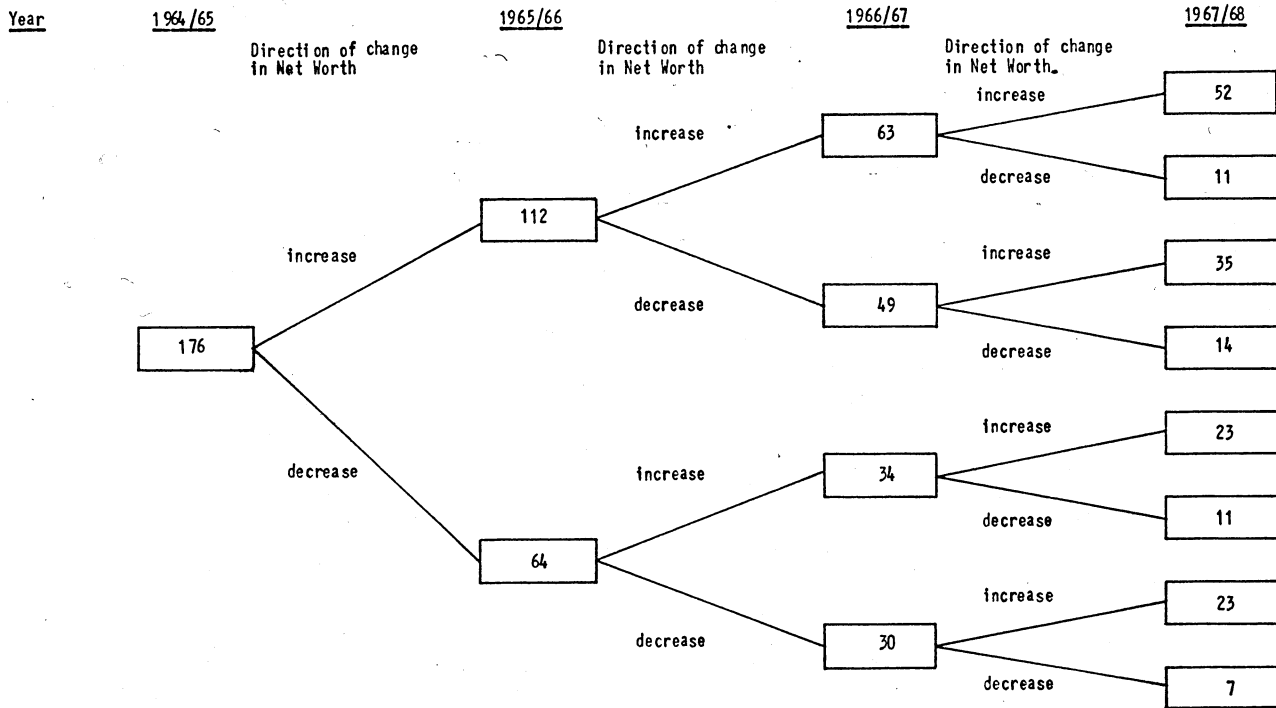 Year 1964/65 1965/66 1966/67 1967/68
Direction of change Direction of change Direction of change
in Net Worth in Net Worth in Net Worth.
increase 52
increase 63
decrease 11
112
increase 35
increase
decrease 49
decrease 14
176
increase 23
decrease increase 34
decrease 11
64
increase 23
decrease 30
decrease 7